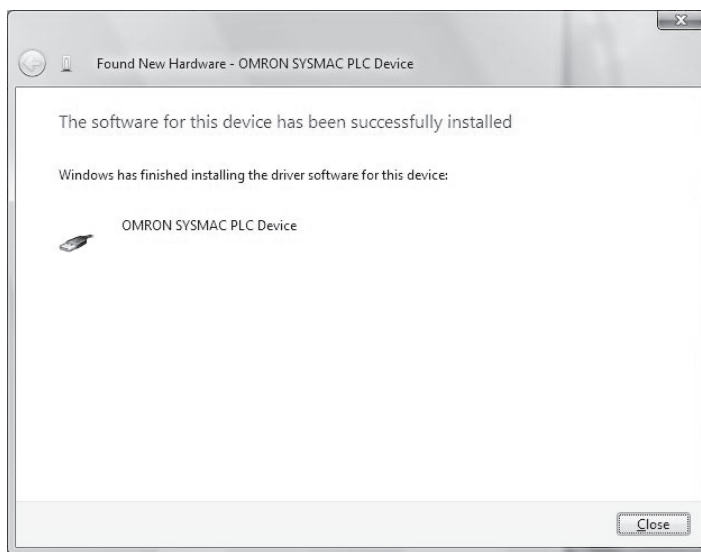 Found New Hardware - OMRON SYSMAC PLC Device
The software for this device has been successfully installed
Windows has finished installing the driver software for this device:
OMRON SYSMAC PLC Device
Close